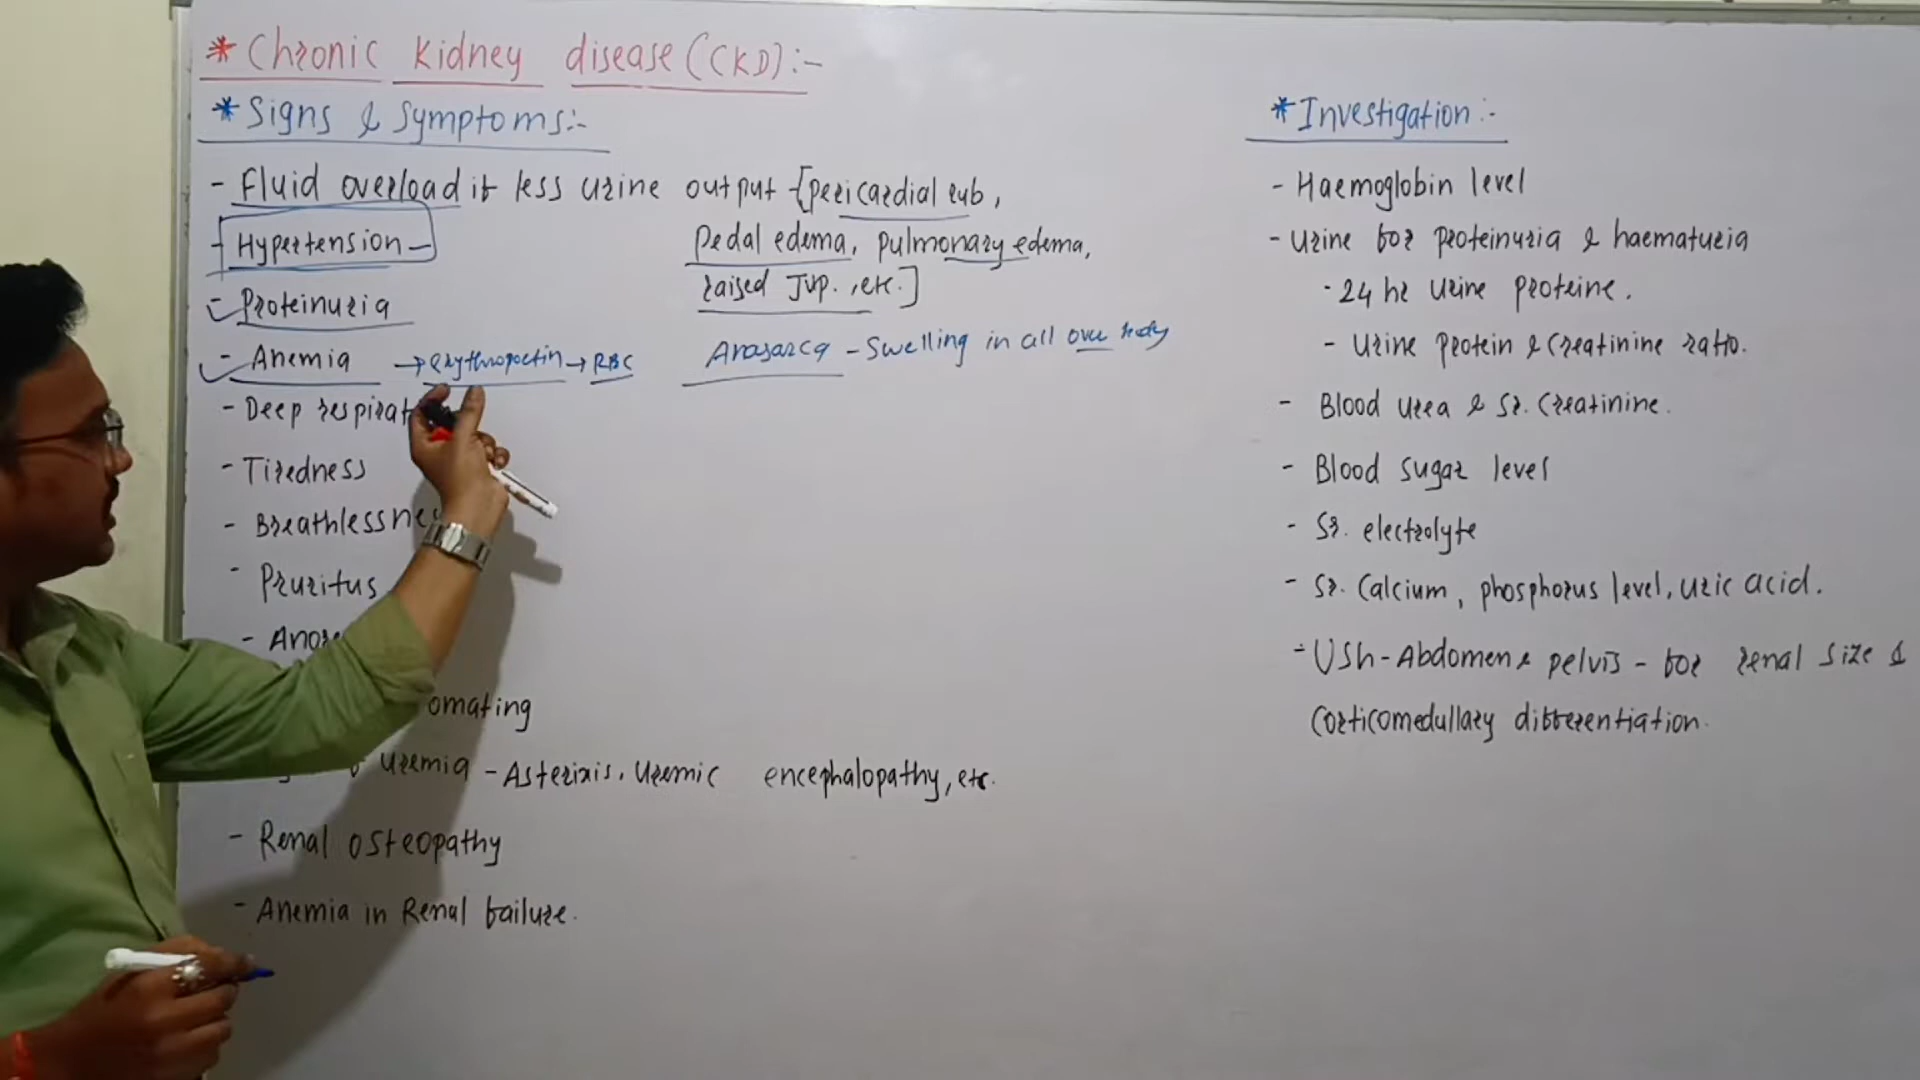 * Chronic kidney disease (CKD):-
* Signs & Symptoms:-
- Fluid overload if less urine output {pericardial rub,
Pedal edema, pulmonary edema,
raised Jvp., etc.]
- Hypertension -
- Proteinuria
- Anemia → erythropoetin → RBC
Anasarca - Swelling in all over body
- Deep respirat
- Tiredness
- Breathlessnes
- Pruritus
- Anore
omating
uremia - Asterixis, Uremic encephalopathy, etc.
- Renal osteopathy
- Anemia in Renal failure.
* Investigation:-
- Haemoglobin level
- Urine for proteinuria & haematuria
· 24 hr urine proteine.
- Urine protein & Creatinine ratio.
- Blood urea & Sr. Creatinine.
- Blood sugar level
- Sr. electrolyte
- Sr. Calcium, phosphorus level, uric acid.
- USG-Abdomen & pelvis - for renal size &
Corticomedullary differentiation.